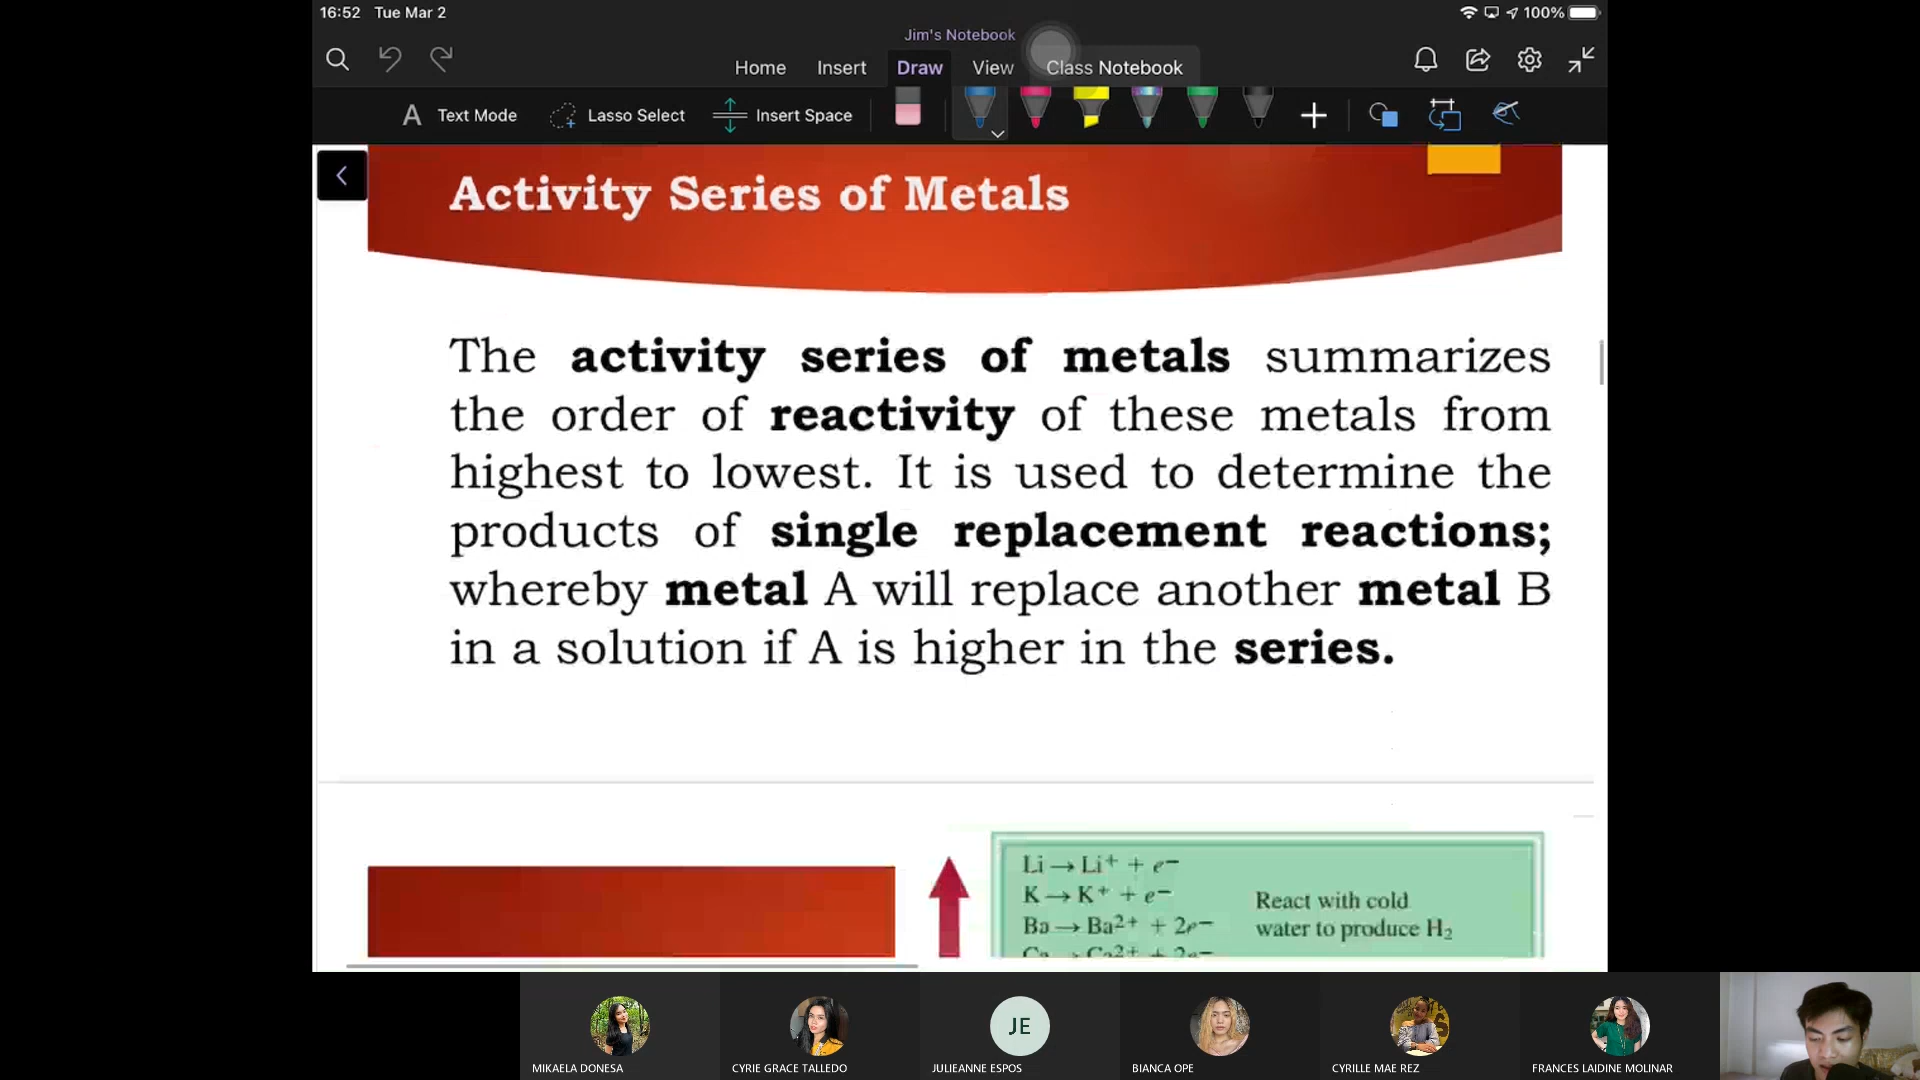 16:52 Tue Mar 2
100%
Jim's Notebook
Home Insert Draw View Class Notebook
A Text Mode Lasso Select Insert Space
Activity Series of Metals
The activity series of metals summarizes
the order of reactivity of these metals from
highest to lowest. It is used to determine the
products of single replacement reactions;
whereby metal A will replace another metal B
in a solution if A is higher in the series.
Li → Li⁺ + e⁻
K → K⁺ + e⁻
Ba → Ba²⁺ + 2e⁻
Ca → Ca²⁺ + 2e⁻
React with cold
water to produce H₂
JE
MIKAELA DONESA CYRIE GRACE TALLEDO JULIEANNE ESPOS BIANCA OPE CYRILLE MAE REZ FRANCES LAIDINE MOLINAR